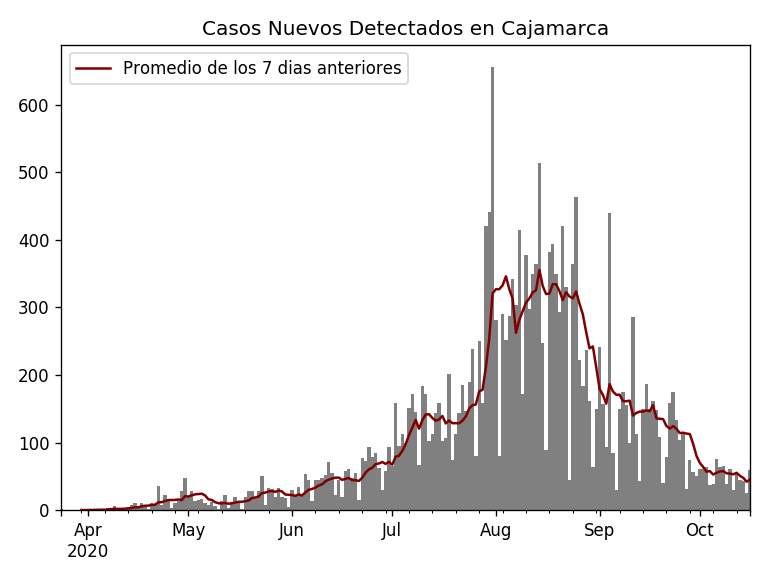 Casos Nuevos Detectados en Cajamarca
Promedio de los 7 dias anteriores
600
500
400
300
200
100
0
Apr May Jun Jul Aug Sep Oct
2020